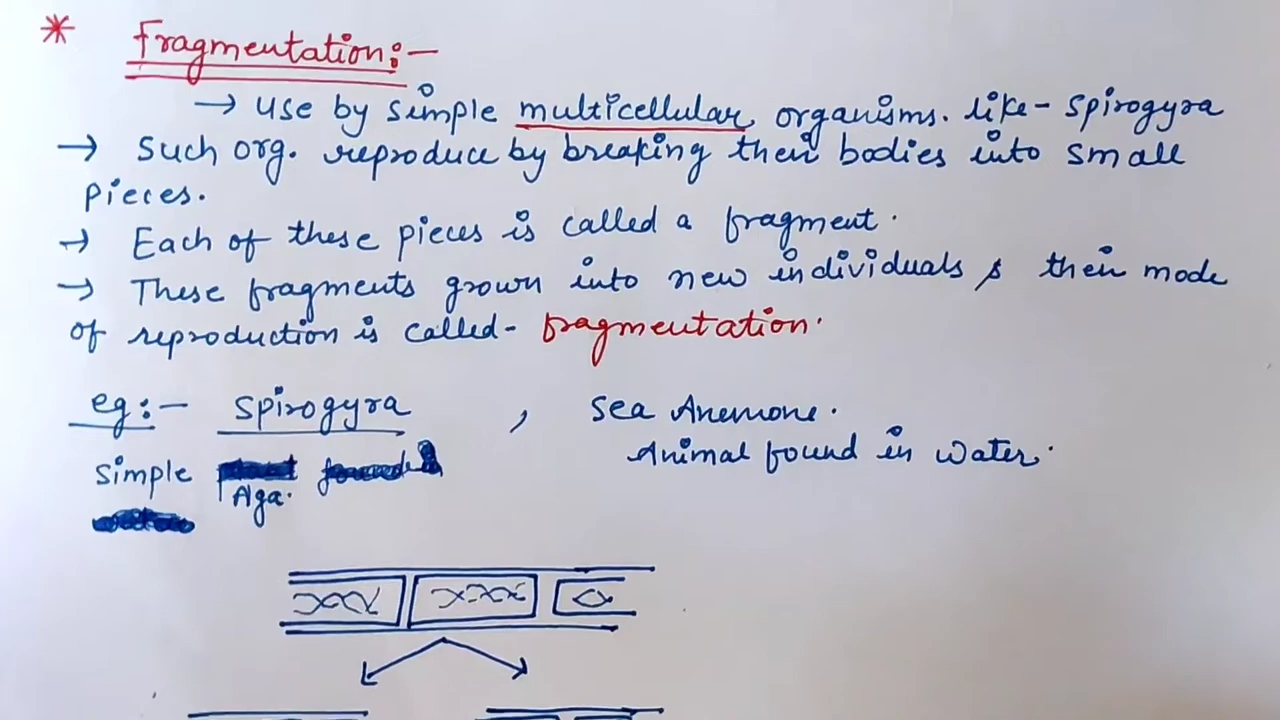 * Fragmentation:-
→ Use by Simple multicellular organisms. like - Spirogyra
→ Such org. reproduce by breaking their bodies into small
pieces.
→ Each of these pieces is called a fragment.
→ These fragments grown into new individuals & their mode
of reproduction is called - fragmentation.
eg:- Spirogyra , Sea Anemone.
Animal found in water.
Simple
Alga.